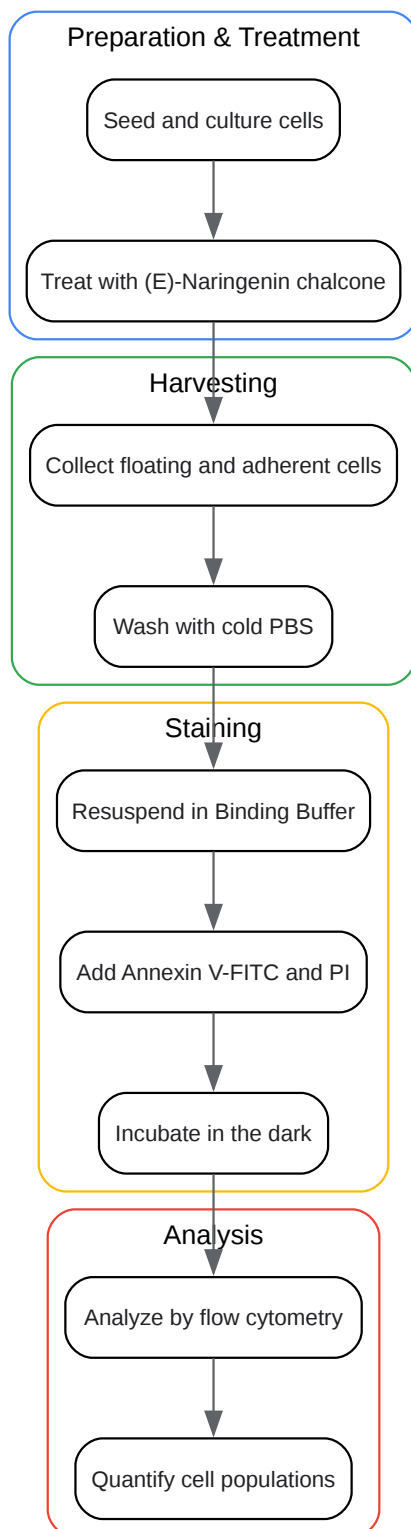 Preparation & Treatment
Seed and culture cells
Treat with (E)-Naringenin chalcone
Harvesting
Collect floating and adherent cells
Wash with cold PBS
Staining
Resuspend in Binding Buffer
Add Annexin V-FITC and PI
Incubate in the dark
Analysis
Analyze by flow cytometry
Quantify cell populations